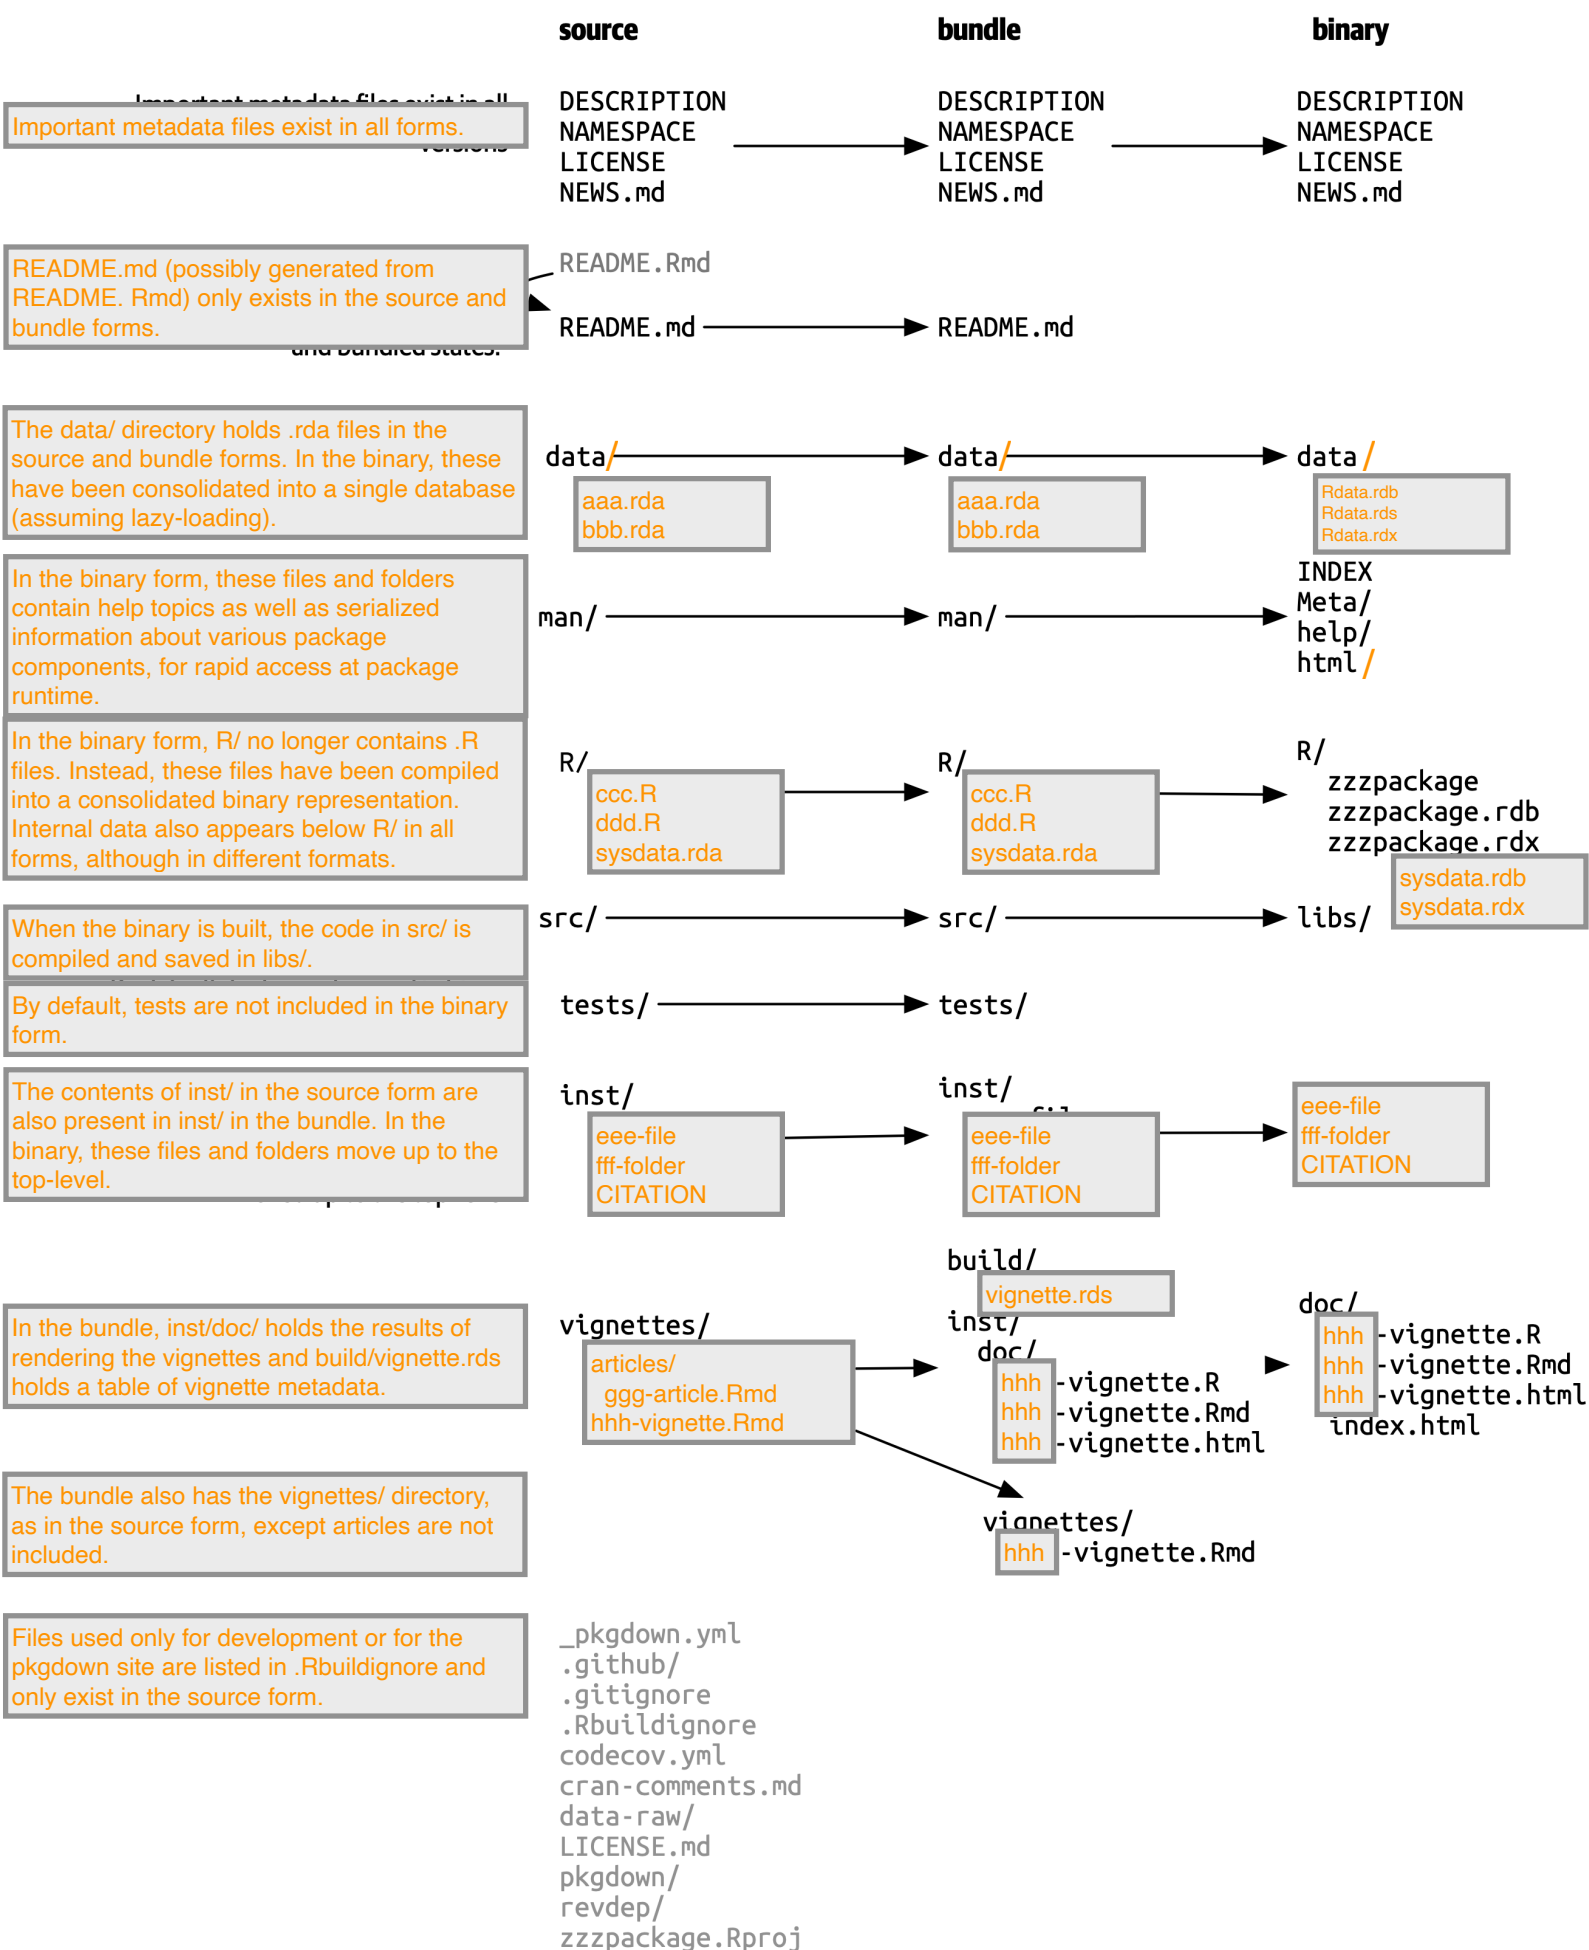 source bundle binary
Important metadata files exist in all
Important metadata files exist in all forms.
versions
DESCRIPTION DESCRIPTION DESCRIPTION
NAMESPACE NAMESPACE NAMESPACE
LICENSE LICENSE LICENSE
NEWS.md NEWS.md NEWS.md
README.md (possibly generated from
README. Rmd) only exists in the source and
bundle forms.
and bundled states.
README.Rmd
README.md README.md
The data/ directory holds .rda files in the
source and bundle forms. In the binary, these
have been consolidated into a single database
(assuming lazy-loading).
data/ data/ data/
aaa.rda aaa.rda Rdata.rdb
bbb.rda bbb.rda Rdata.rds
Rdata.rdx
In the binary form, these files and folders
contain help topics as well as serialized
information about various package
components, for rapid access at package
runtime.
man/ man/ INDEX
Meta/
help/
html/
In the binary form, R/ no longer contains .R
files. Instead, these files have been compiled
into a consolidated binary representation.
Internal data also appears below R/ in all
forms, although in different formats.
R/ R/ R/
ccc.R ccc.R zzzpackage
ddd.R ddd.R zzzpackage.rdb
sysdata.rda sysdata.rda zzzpackage.rdx
sysdata.rdb
sysdata.rdx
When the binary is built, the code in src/ is
compiled and saved in libs/.
src/ src/ libs/
By default, tests are not included in the binary
form.
tests/ tests/
The contents of inst/ in the source form are
also present in inst/ in the bundle. In the
binary, these files and folders move up to the
top-level.
inst/ inst/
eee-file eee-file eee-file
fff-folder fff-folder fff-folder
CITATION CITATION CITATION
In the bundle, inst/doc/ holds the results of
rendering the vignettes and build/vignette.rds
holds a table of vignette metadata.
vignettes/
articles/
ggg-article.Rmd
hhh-vignette.Rmd
build/
vignette.rds
inst/
doc/
hhh-vignette.R
hhh-vignette.Rmd
hhh-vignette.html
doc/
hhh-vignette.R
hhh-vignette.Rmd
hhh-vignette.html
index.html
The bundle also has the vignettes/ directory,
as in the source form, except articles are not
included.
vignettes/
hhh-vignette.Rmd
Files used only for development or for the
pkgdown site are listed in .Rbuildignore and
only exist in the source form.
_pkgdown.yml
.github/
.gitignore
.Rbuildignore
codecov.yml
cran-comments.md
data-raw/
LICENSE.md
pkgdown/
revdep/
zzzpackage.Rproj